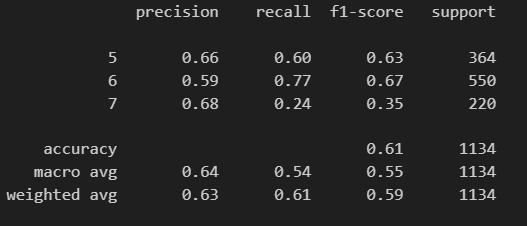 precision recall f1-score support
5 0.66 0.60 0.63 364
6 0.59 0.77 0.67 550
7 0.68 0.24 0.35 220
accuracy 0.61 1134
macro avg 0.64 0.54 0.55 1134
weighted avg 0.63 0.61 0.59 1134